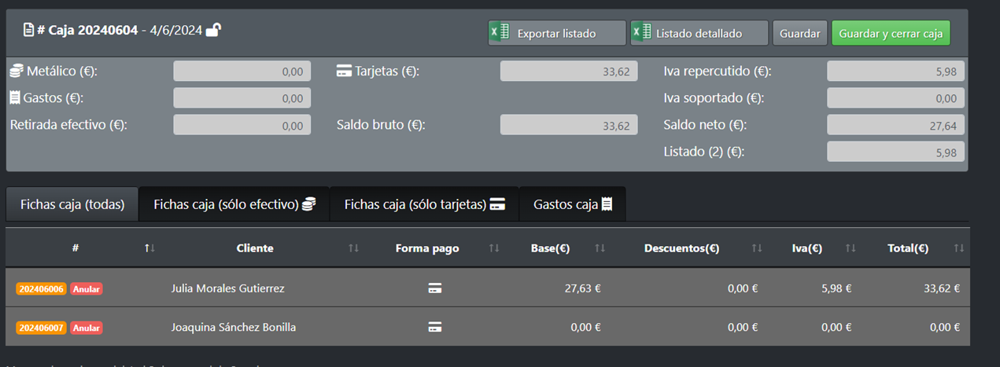 # Caja 20240604 - 4/6/2024
Exportar listado
Listado detallado
Guardar
Guardar y cerrar caja
Metálico (€): 0,00 Tarjetas (€): 33,62 Iva repercutido (€): 5,98
Gastos (€): 0,00 Iva soportado (€): 0,00
Retirada efectivo (€): 0,00 Saldo bruto (€): 33,62 Saldo neto (€): 27,64
Listado (2) (€): 5,98
Fichas caja (todas) Fichas caja (sólo efectivo) Fichas caja (sólo tarjetas) Gastos caja
# Cliente Forma pago Base(€) Descuentos(€) Iva(€) Total(€)
202406006 Anular Julia Morales Gutierrez 27,63 € 0,00 € 5,98 € 33,62 €
202406007 Anular Joaquina Sánchez Bonilla 0,00 € 0,00 € 0,00 € 0,00 €